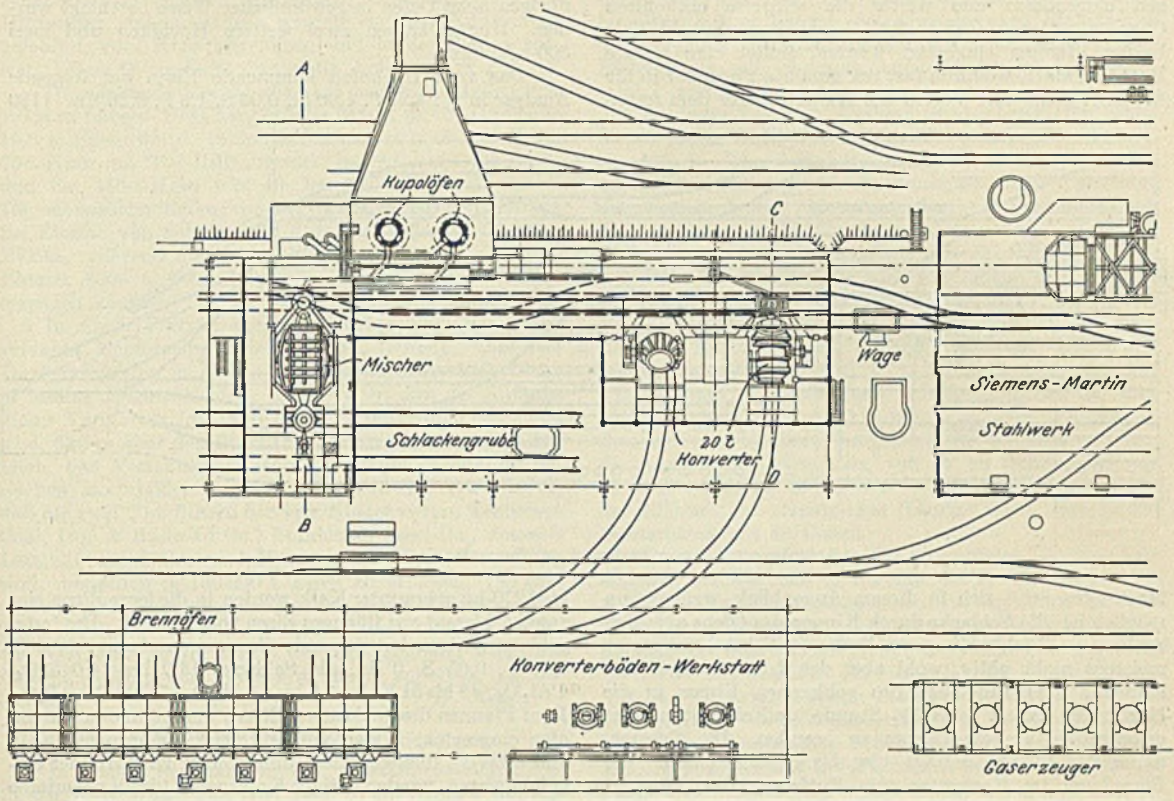 A
Kupolöfen
C
Mischer
Wage
Siemens-Martin
Stahlwerk
Schlackengrube
20 t
Konverter
D
B
Brennöfen
Konverterböden-Werkstatt
Gaserzeuger